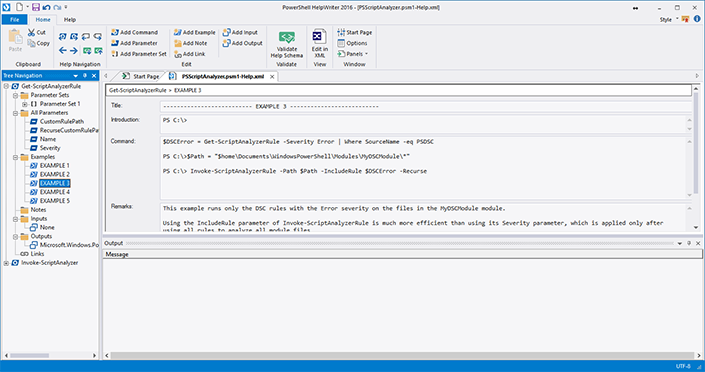 PowerShell HelpWriter 2016 - [PSScriptAnalyzer.psm1-Help.xml]
File Home Help Style
Paste Cut Copy Clipboard
Help Navigation
Add Command Add Example Add Input
Add Parameter Add Note Add Output
Add Parameter Set Add Link
Edit
Validate Help Schema
Validate
Edit in XML
View
Start Page
Options
Panels
Window
Tree Navigation
Get-ScriptAnalyzerRule
Parameter Sets
Parameter Set 1
All Parameters
CustomRulePath
RecurseCustomRulePa
Name
Severity
Examples
EXAMPLE 1
EXAMPLE 2
EXAMPLE 3
EXAMPLE 4
EXAMPLE 5
Notes
Inputs
None
Outputs
Microsoft.Windows.Po
Links
Invoke-ScriptAnalyzer
Start Page PSScriptAnalyzer.psm1-Help.xml
Get-ScriptAnalyzerRule > EXAMPLE 3
Title: -------------------------- EXAMPLE 3 --------------------------
Introduction: PS C:\>
Command: $DSCError = Get-ScriptAnalyzerRule -Severity Error | Where SourceName -eq PSDSC
PS C:\>$Path = "$home\Documents\WindowsPowerShell\Modules\MyDSCModule\*"
PS C:\> Invoke-ScriptAnalyzerRule -Path $Path -IncludeRule $DSCError -Recurse
Remarks: This example runs only the DSC rules with the Error severity on the files in the MyDSCModule module.
Using the IncludeRule parameter of Invoke-ScriptAnalyzerRule is much more efficient than using its Severity parameter, which is applied only after
using all rules to analyze all module files.
Output
Message
UTF-8